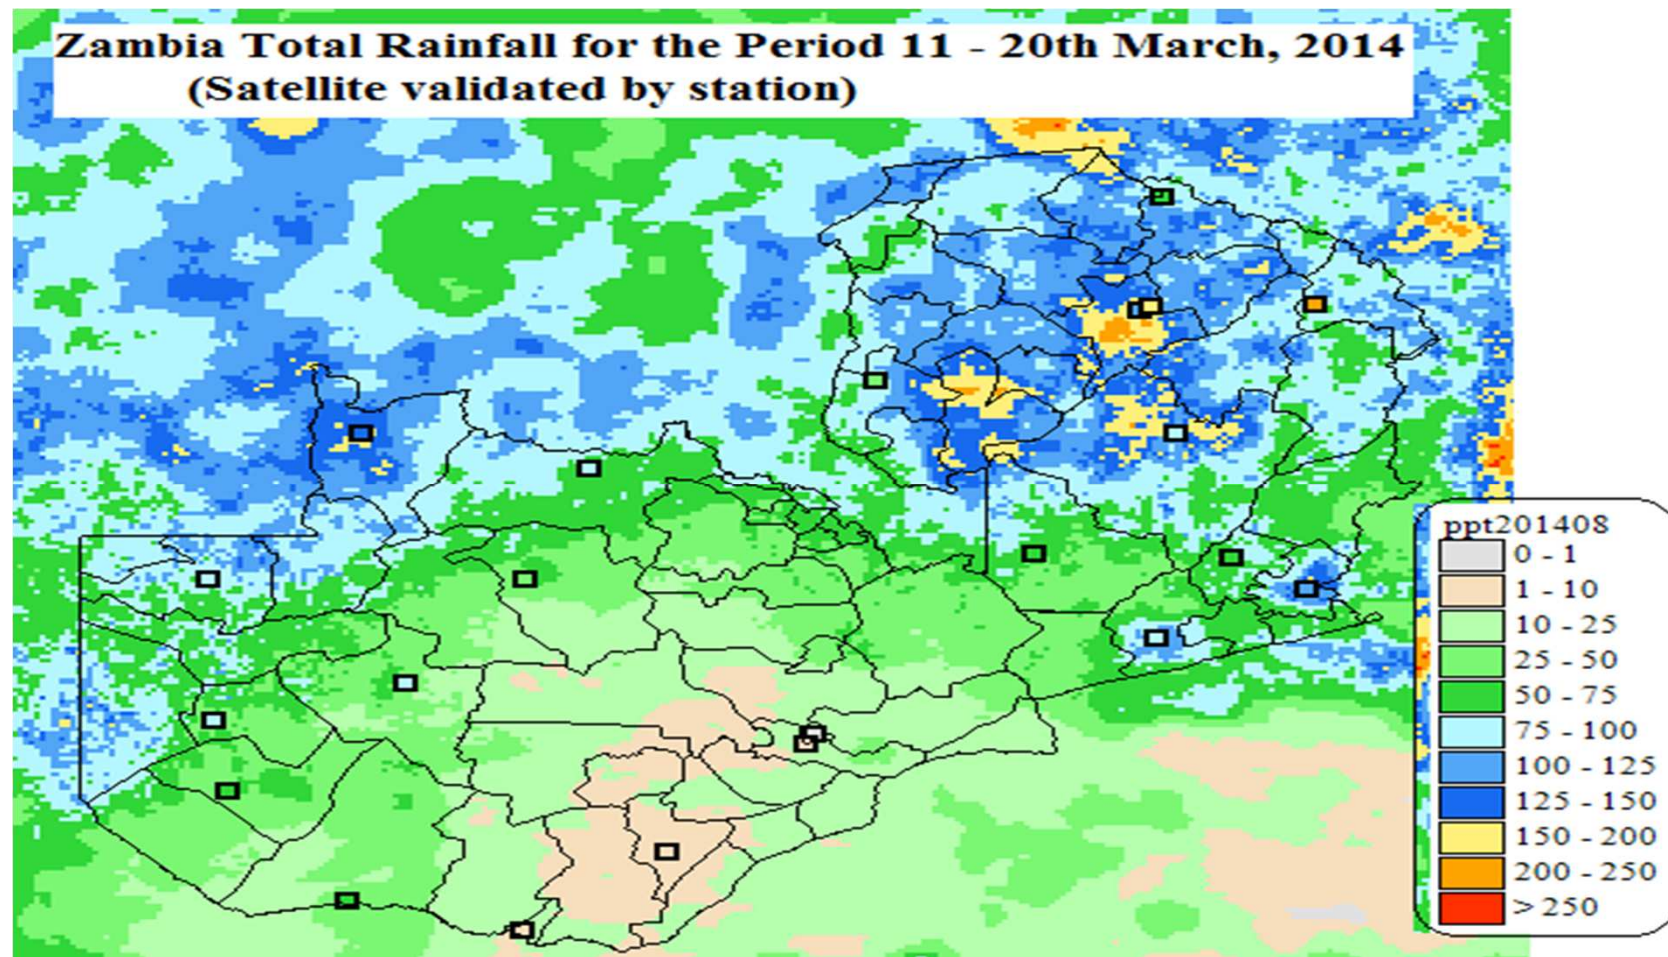 Zambia Total Rainfall for the Period 11 - 20th March, 2014
(Satellite validated by station)
ppt201408
0 - 1
1 - 10
10 - 25
25 - 50
50 - 75
75 - 100
100 - 125
125 - 150
150 - 200
200 - 250
> 250